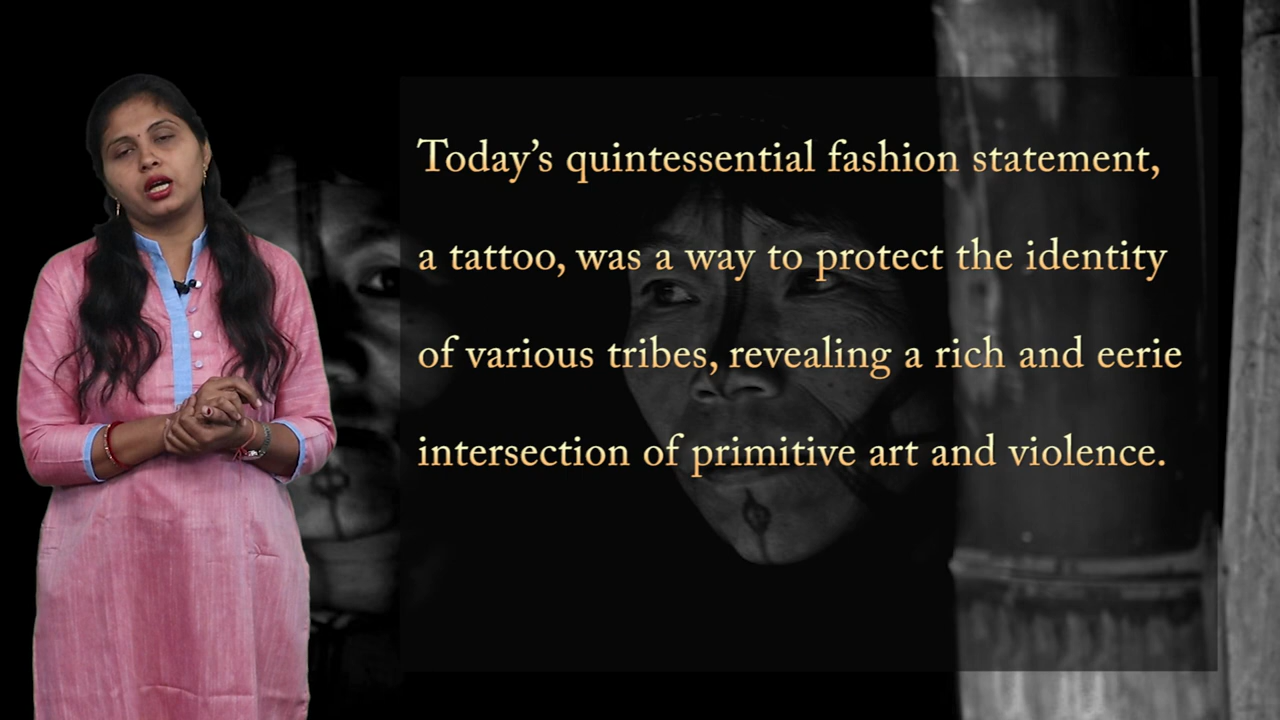 Today’s quintessential fashion statement,
a tattoo, was a way to protect the identity
of various tribes, revealing a rich and eerie
intersection of primitive art and violence.